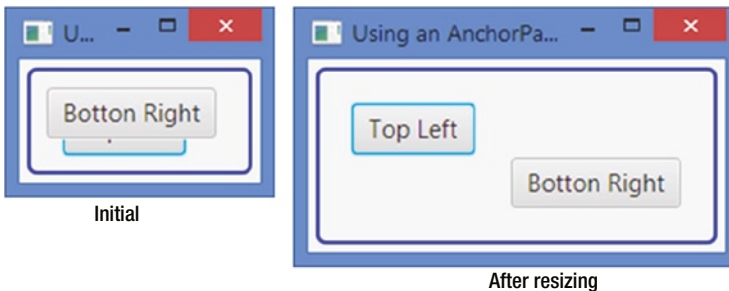 U...
Botton Right
Initial
Using an AnchorPa...
Top Left
Botton Right
After resizing